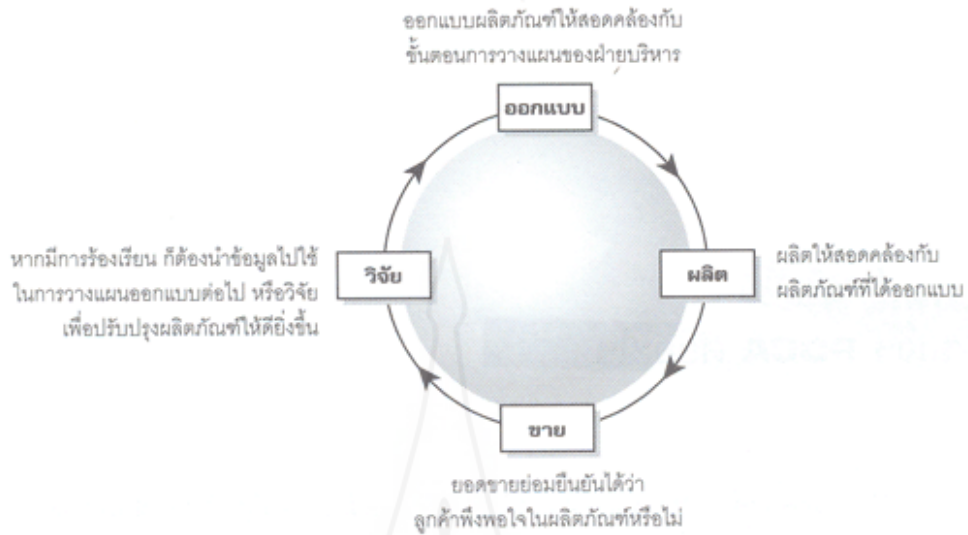 ออกแบบผลิตภัณฑ์ให้สอดคล้องกับ
ขั้นตอนการวางแผนของฝ่ายบริหาร
ออกแบบ
หากมีการร้องเรียน ก็ต้องนำข้อมูลไปใช้
ในการวางแผนออกแบบต่อไป หรือวิจัย
เพื่อปรับปรุงผลิตภัณฑ์ให้ดียิ่งขึ้น
วิจัย
ผลิต
ผลิตให้สอดคล้องกับ
ผลิตภัณฑ์ที่ได้ออกแบบ
ขาย
ยอดขายย่อมยืนยันได้ว่า
ลูกค้าพึงพอใจในผลิตภัณฑ์หรือไม่